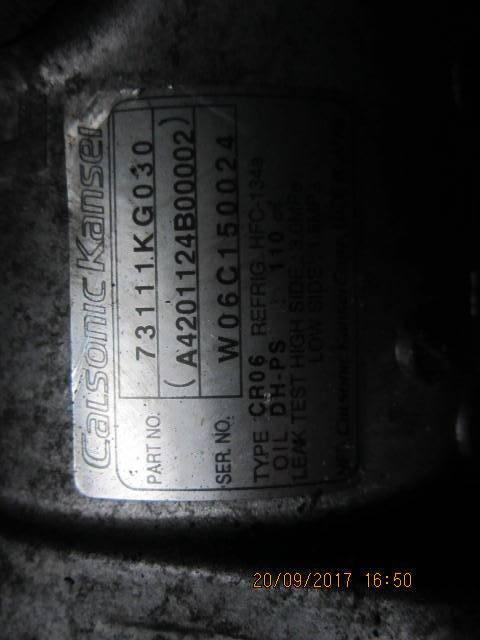 Calsonic Kansei
PART NO. 73111KG030
(A4201124B00002)
SER. NO. W06C150024
TYPE CR06 REFRIG. HFC-134a
OIL DH-PS : 110
LEAK TEST HIGH SIDE
LOW SIDE
20/09/2017 16:50